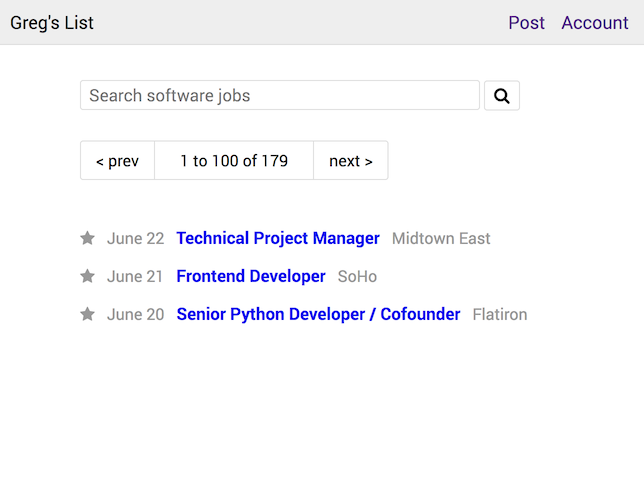 Greg's List Post Account
Search software jobs
< prev 1 to 100 of 179 next >
June 22 Technical Project Manager Midtown East
June 21 Frontend Developer SoHo
June 20 Senior Python Developer / Cofounder Flatiron